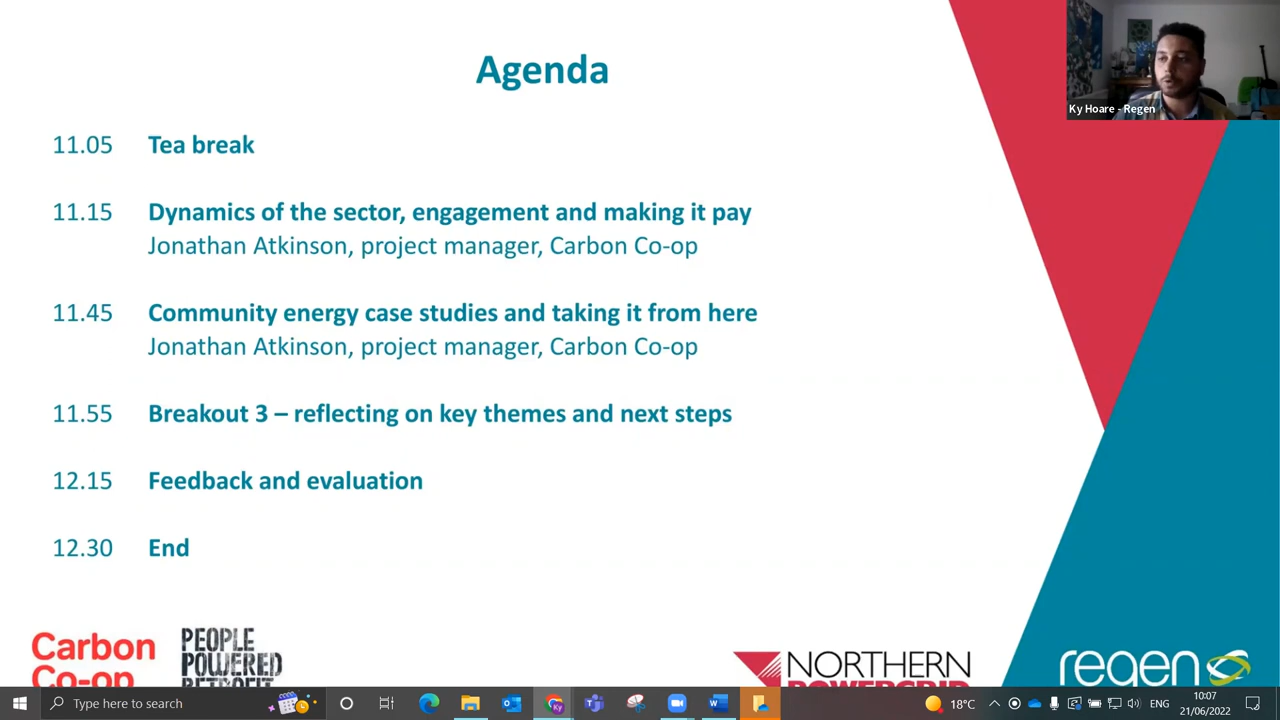 Agenda
Ky Hoare - Regen
11.05 Tea break
11.15 Dynamics of the sector, engagement and making it pay
Jonathan Atkinson, project manager, Carbon Co-op
11.45 Community energy case studies and taking it from here
Jonathan Atkinson, project manager, Carbon Co-op
11.55 Breakout 3 – reflecting on key themes and next steps
12.15 Feedback and evaluation
12.30 End
Carbon
Co-op
PEOPLE
POWERED
RETROFIT
NORTHERN
POWERGRID
regen
Type here to search
18°C
ENG
10:07
21/06/2022